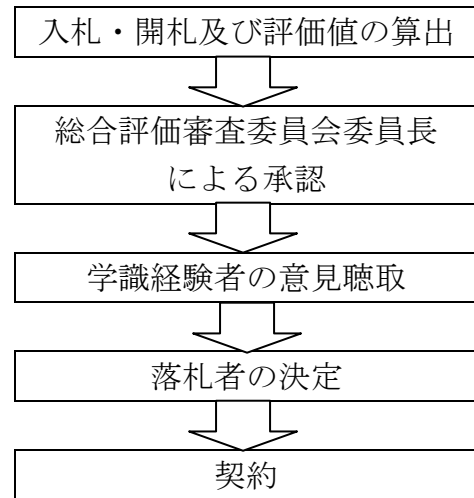 入札・開札及び評価値の算出
総合評価審査委員会委員長
による承認
学識経験者の意見聴取
落札者の決定
契約